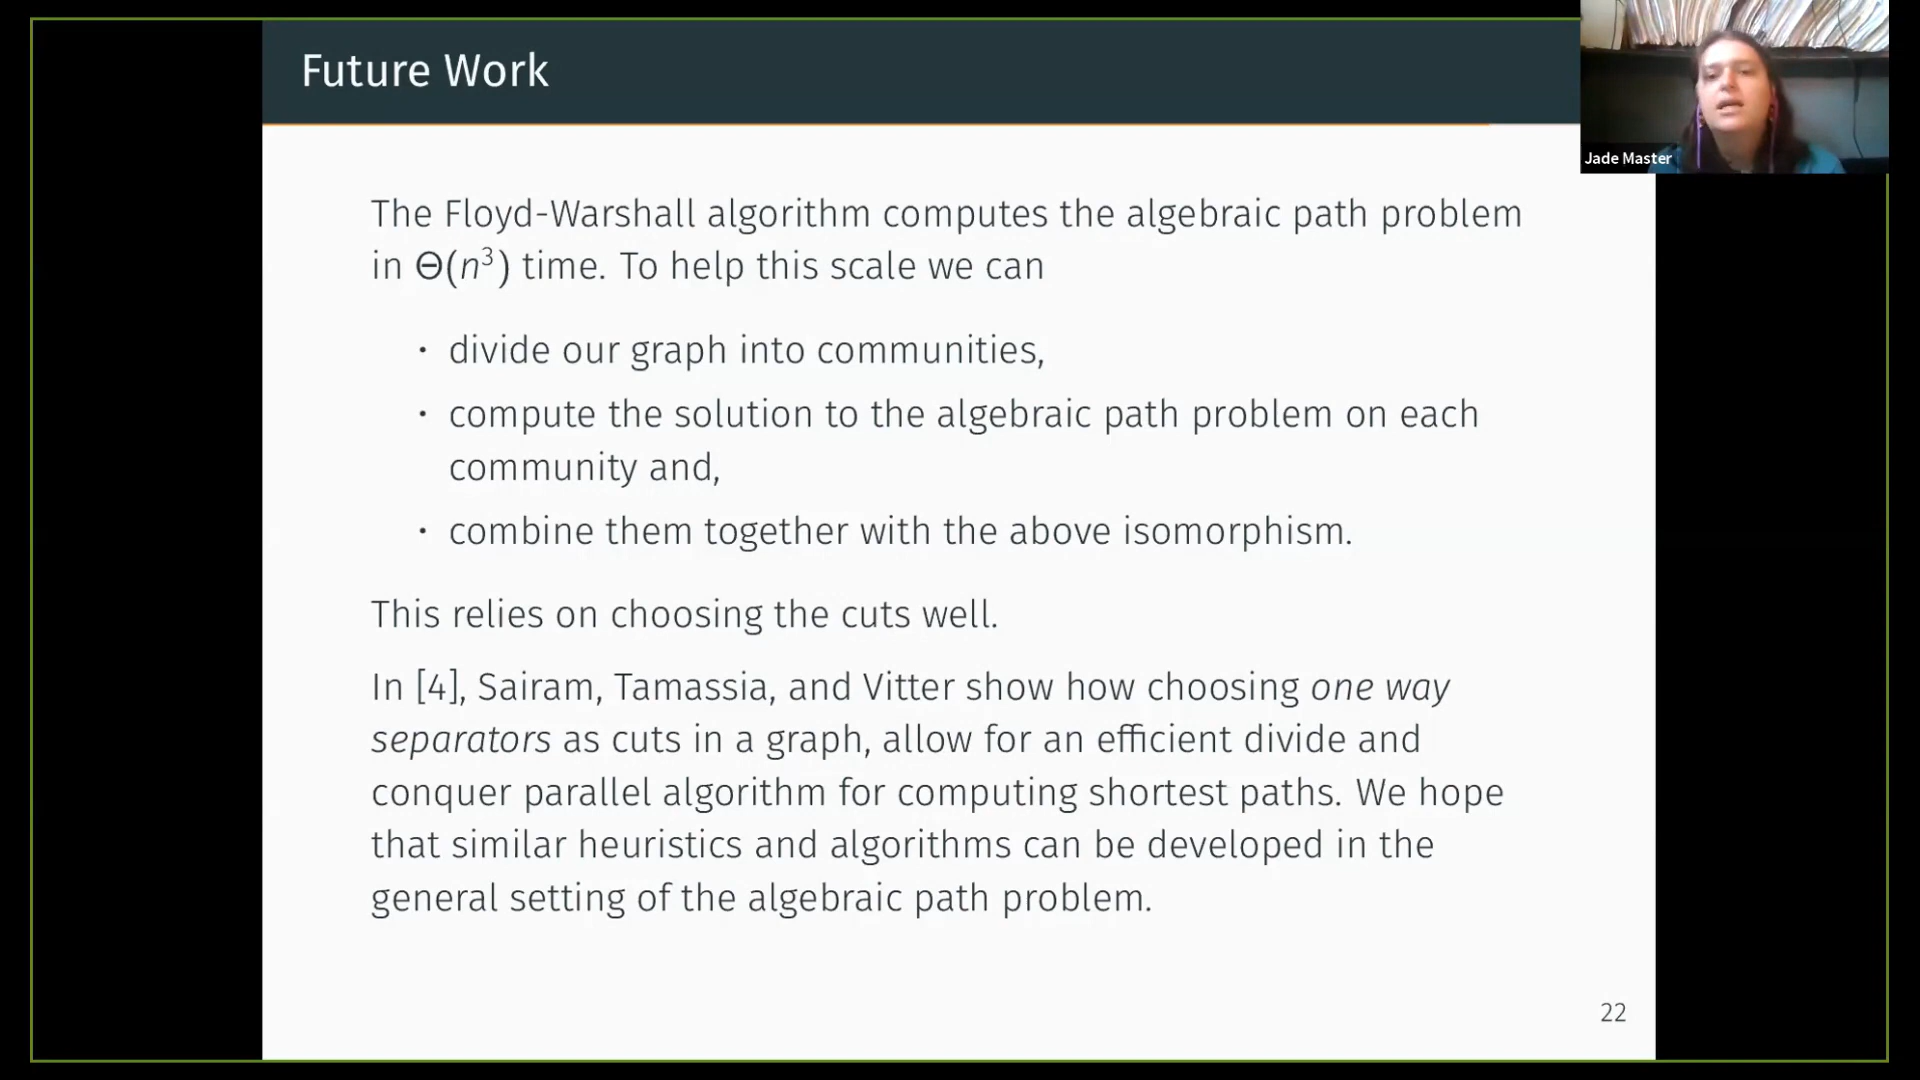 Future Work
Jade Master
The Floyd-Warshall algorithm computes the algebraic path problem
in Θ(n³) time. To help this scale we can
· divide our graph into communities,
· compute the solution to the algebraic path problem on each
community and,
· combine them together with the above isomorphism.
This relies on choosing the cuts well.
In [4], Sairam, Tamassia, and Vitter show how choosing one way
separators as cuts in a graph, allow for an efficient divide and
conquer parallel algorithm for computing shortest paths. We hope
that similar heuristics and algorithms can be developed in the
general setting of the algebraic path problem.
22